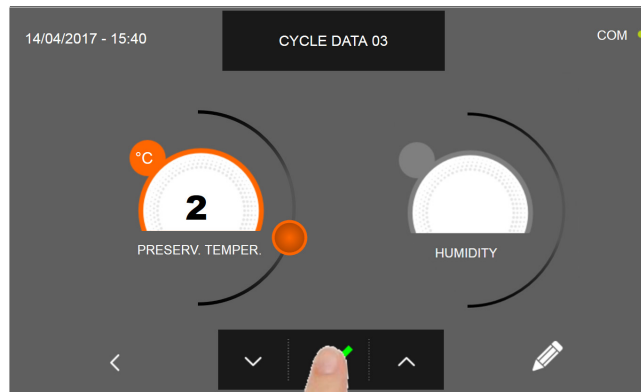 14/04/2017 - 15:40
CYCLE DATA 03
COM
°C
2
PRESERV. TEMPER.
HUMIDITY